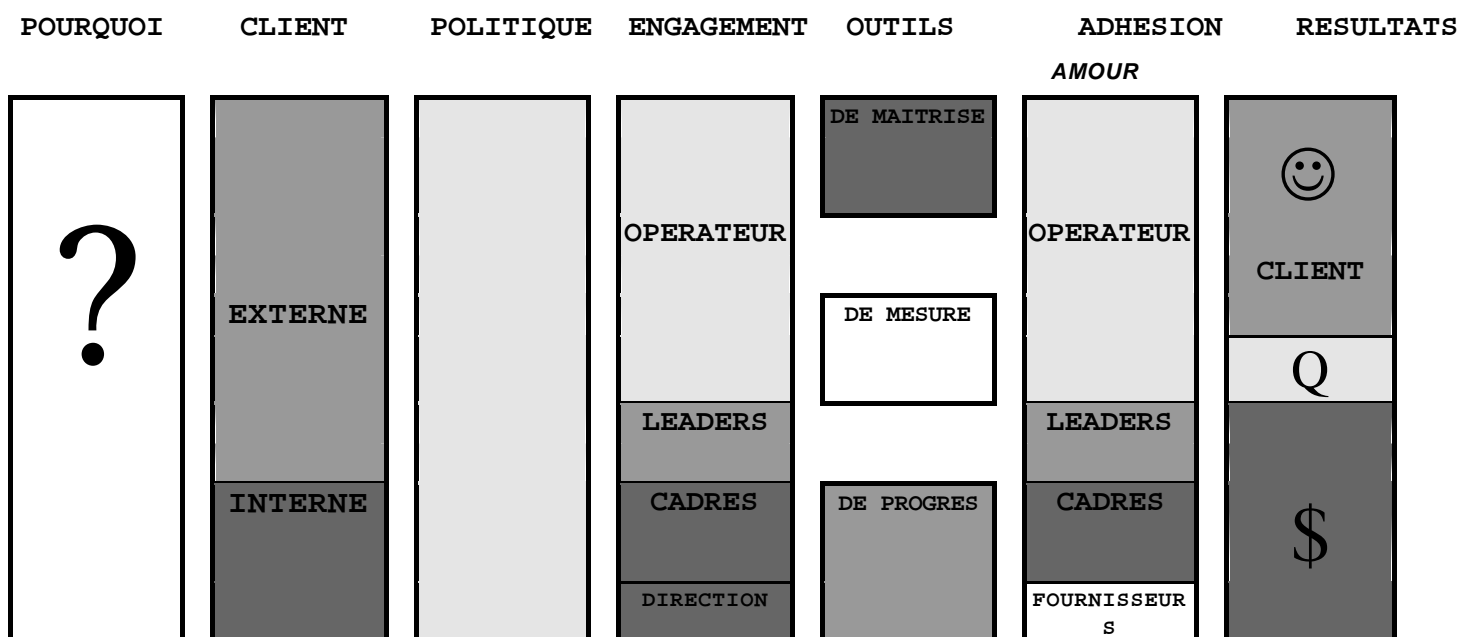 POURQUOI CLIENT POLITIQUE ENGAGEMENT OUTILS ADHESION RESULTATS
AMOUR
?
EXTERNE
INTERNE
OPERATEUR
LEADERS
CADRES
DIRECTION
DE MAITRISE
DE MESURE
DE PROGRES
OPERATEUR
LEADERS
CADRES
FOURNISSEUR
S
CLIENT
Q
$